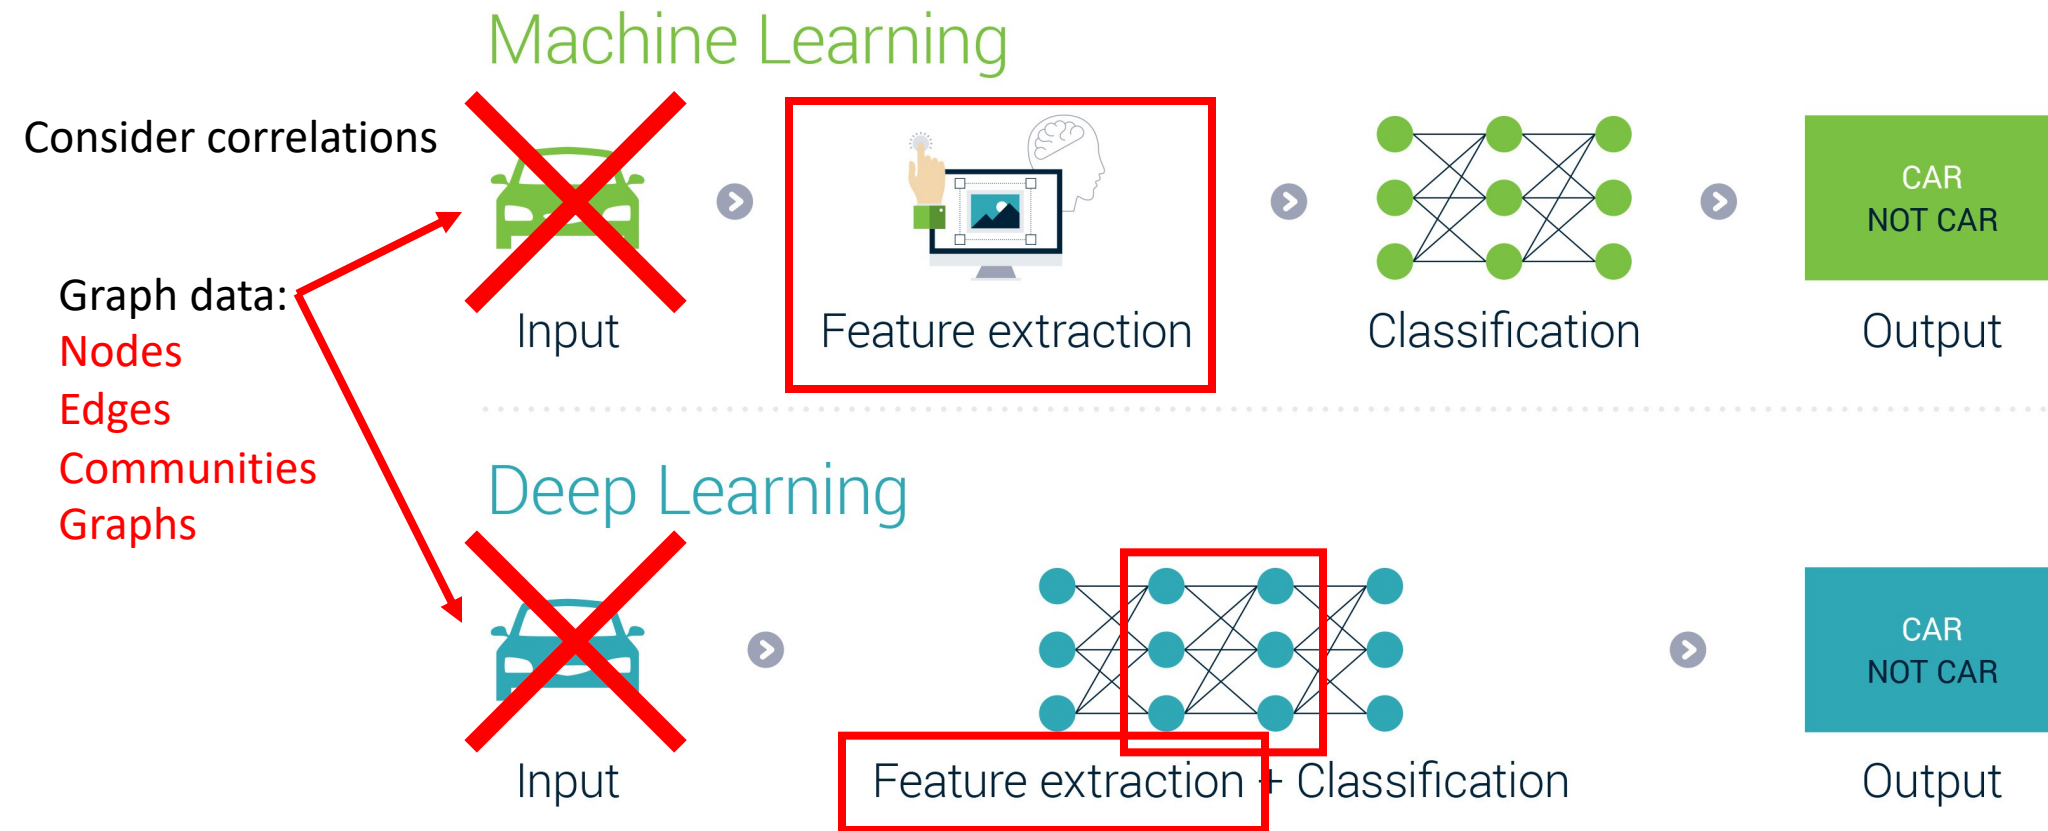 Machine Learning
Consider correlations
Graph data:
Nodes
Edges
Communities
Graphs
Input
Feature extraction
Classification
CAR
NOT CAR
Output
Deep Learning
Input
Feature extraction + Classification
CAR
NOT CAR
Output